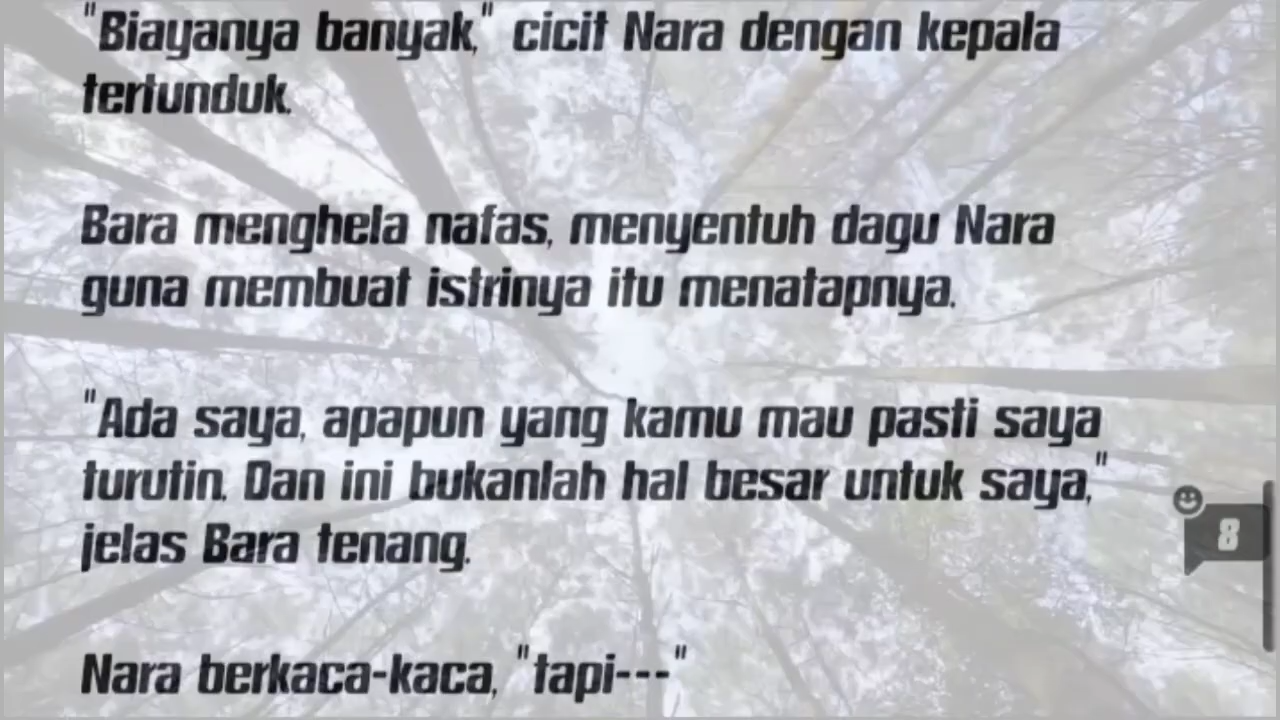 "Biayanya banyak," cicit Nara dengan kepala
tertunduk.
Bara menghela nafas, menyentuh dagu Nara
guna membuat istrinya itu menatapnya.
"Ada saya, apapun yang kamu mau pasti saya
turutin. Dan ini bukanlah hal besar untuk saya,"
jelas Bara tenang.
8
Nara berkaca-kaca, "tapi---"